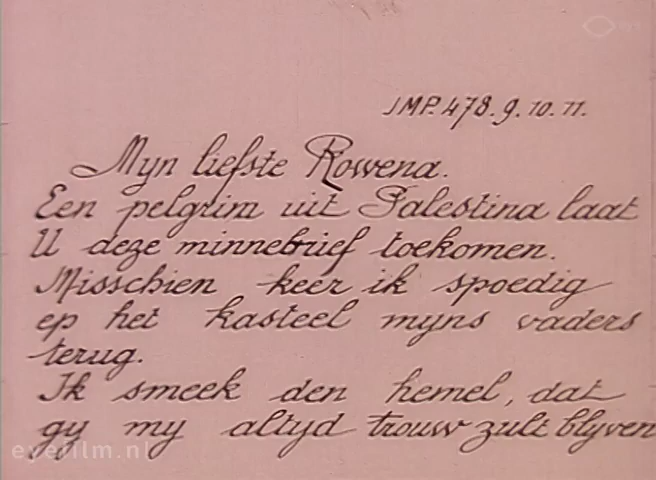 JMP.478.9.10.11.
Myn liefste Rowena.
Een pelgrim uit Palestina laat
U deze minnebrief toekomen.
Misschien keer ik spoedig
ep het kasteel myns vaders
terug.
Ik smeek den hemel, dat
gy my altyd trouw zult blyven
eyefilm.nl